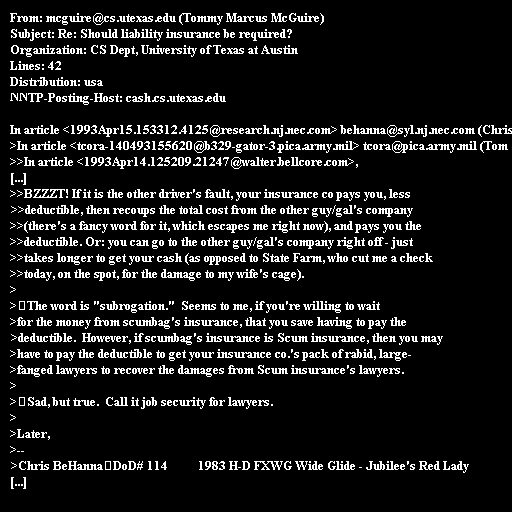 From: mcguire@cs.utexas.edu (Tommy Marcus McGuire)
Subject: Re: Should liability insurance be required?
Organization: CS Dept, University of Texas at Austin
Lines: 42
Distribution: usa
NNTP-Posting-Host: cash.cs.utexas.edu

In article <1993Apr15.153312.4125@research.nj.nec.com> behanna@syl.nj.nec.com (Chris
>In article <tcora-140493155620@b329-gator-3.pica.army.mil> tcora@pica.army.mil (Tom
>>In article <1993Apr14.125209.21247@walter.bellcore.com>,
[...]
>>BZZZT! If it is the other driver's fault, your insurance co pays you, less
>>deductible, then recoups the total cost from the other guy/gal's company
>>(there's a fancy word for it, which escapes me right now), and pays you the
>>deductible. Or: you can go to the other guy/gal's company right off - just
>>takes longer to get your cash (as opposed to State Farm, who cut me a check
>>today, on the spot, for the damage to my wife's cage).
>
>	The word is "subrogation."  Seems to me, if you're willing to wait
>for the money from scumbag's insurance, that you save having to pay the
>deductible.  However, if scumbag's insurance is Scum insurance, then you may
>have to pay the deductible to get your insurance co.'s pack of rabid, large-
>fanged lawyers to recover the damages from Scum insurance's lawyers.
>
>	Sad, but true.  Call it job security for lawyers.
>
>Later,
>--
>Chris BeHanna	DoD# 114          1983 H-D FXWG Wide Glide - Jubilee's Red Lady
[...]